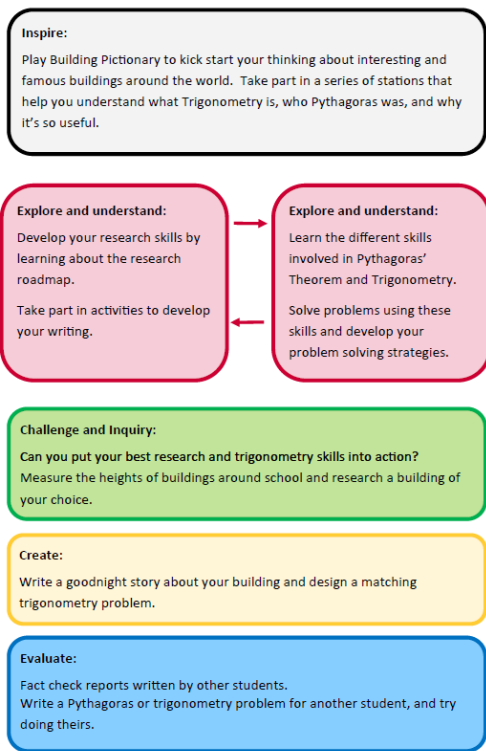 Inspire:
Play Building Pictionary to kick start your thinking about interesting and
famous buildings around the world.  Take part in a series of stations that
help you understand what Trigonometry is, who Pythagoras was, and why
it's so useful.
Explore and understand:
Develop your research skills by
learning about the research
roadmap.
Take part in activities to develop
your writing.
Explore and understand:
Learn the different skills
involved in Pythagoras'
Theorem and Trigonometry.
Solve problems using these
skills and develop your
problem solving strategies.
Challenge and Inquiry:
Can you put your best research and trigonometry skills into action?
Measure the heights of buildings around school and research a building of
your choice.
Create:
Write a goodnight story about your building and design a matching
trigonometry problem.
Evaluate:
Fact check reports written by other students.
Write a Pythagoras or trigonometry problem for another student, and try
doing theirs.